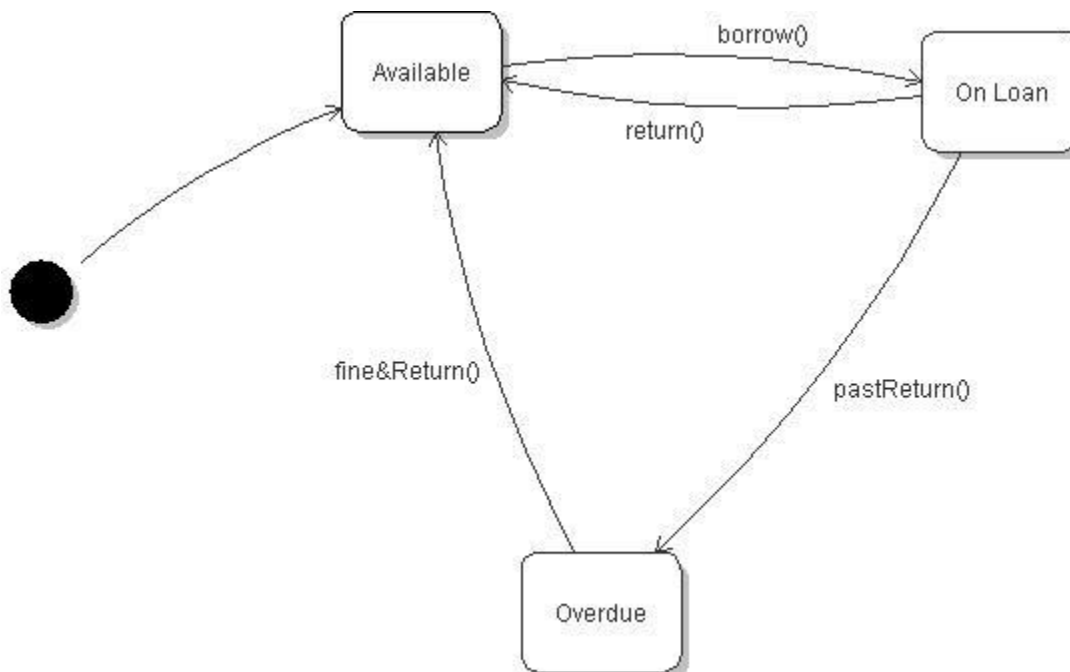 borrow()
Available
On Loan
return()
fine&Return()
pastReturn()
Overdue